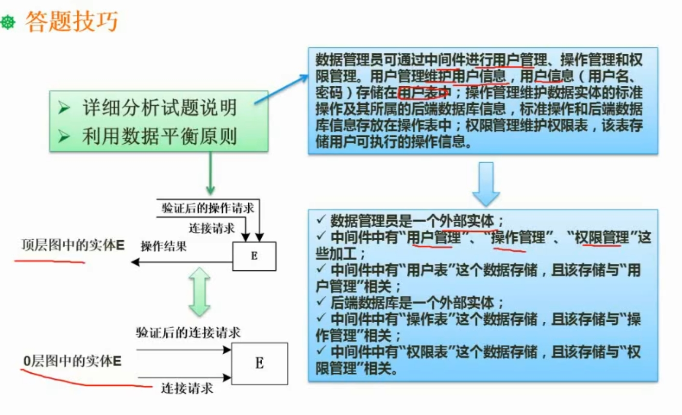 答题技巧
➢ 详细分析试题说明
➢ 利用数据平衡原则
数据管理员可通过中间件进行用户管理、操作管理和权
限管理。用户管理维护用户信息，用户信息（用户名、
密码）存储在用户表中；操作管理维护数据实体的标准
操作及其所属的后端数据库信息，标准操作和后端数据
库信息存放在操作表中；权限管理维护权限表，该表存
储用户可执行的操作信息。
验证后的操作请求
连接请求
顶层图中的实体E
操作结果
E
验证后的连接请求
0层图中的实体E
E
连接请求
✓ 数据管理员是一个外部实体；
✓ 中间件中有“用户管理”、“操作管理”、“权限管理”这
些加工；
✓ 中间件中有“用户表”这个数据存储，且该存储与“用
户管理”相关；
✓ 后端数据库是一个外部实体；
✓ 中间件中有“操作表”这个数据存储，且该存储与“操
作管理”相关；
✓ 中间件中有“权限表”这个数据存储，且该存储与“权
限管理”相关。